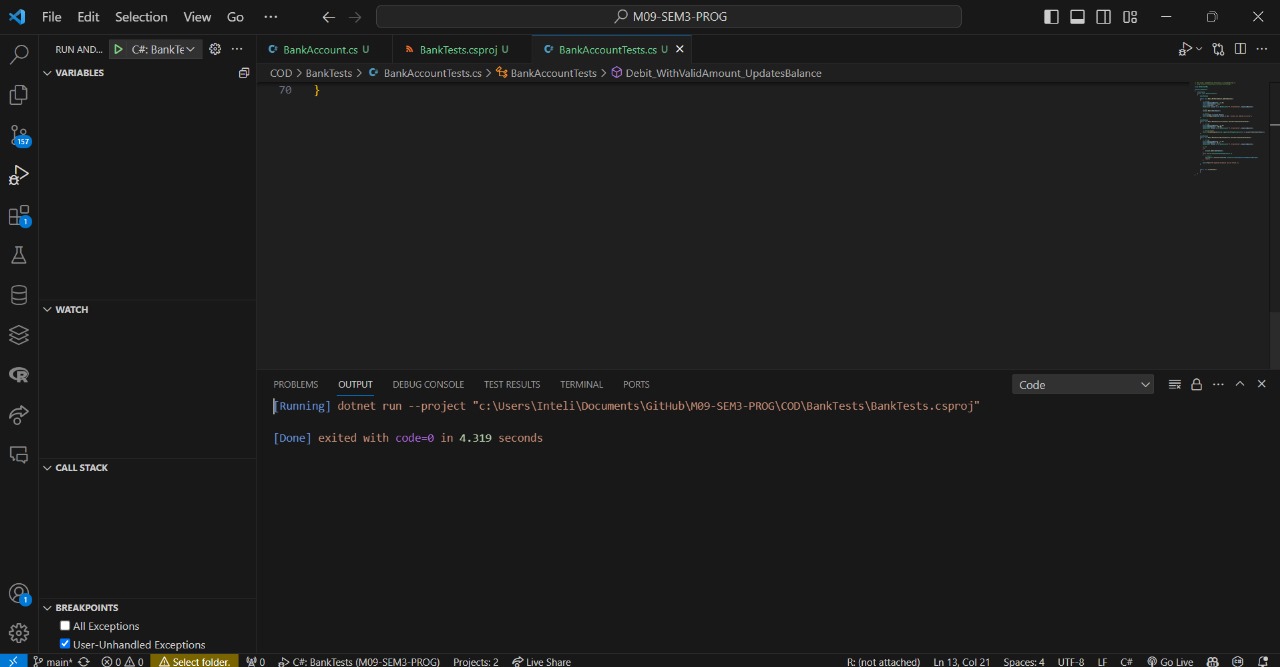 File Edit Selection View Go ··· M09-SEM3-PROG
RUN AND... C#: BankTe ···
BankAccount.cs U BankTests.csproj U BankAccountTests.cs U
VARIABLES
COD > BankTests > BankAccountTests.cs > BankAccountTests > Debit_WithValidAmount_UpdatesBalance
70 }
157
1
WATCH
PROBLEMS OUTPUT DEBUG CONSOLE TEST RESULTS TERMINAL PORTS Code
[Running] dotnet run --project "c:\Users\Inteli\Documents\GitHub\M09-SEM3-PROG\COD\BankTests\BankTests.csproj"
[Done] exited with code=0 in 4.319 seconds
CALL STACK
1
BREAKPOINTS
All Exceptions
User-Unhandled Exceptions
main* 0 0 Select folder. 0 C#: BankTests (M09-SEM3-PROG) Projects: 2 Live Share R: (not attached) Ln 13, Col 21 Spaces: 4 UTF-8 LF C# Go Live